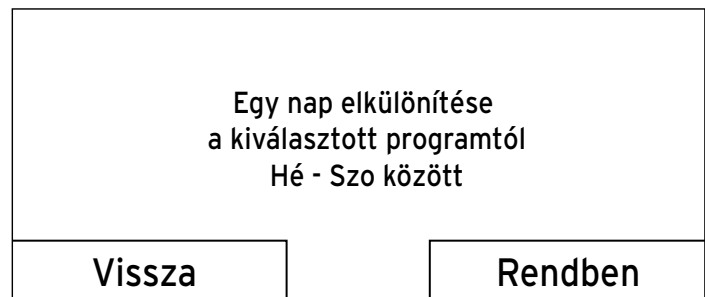 Egy nap elkülönítése
a kiválasztott programtól
Hé - Szo között
Vissza
Rendben